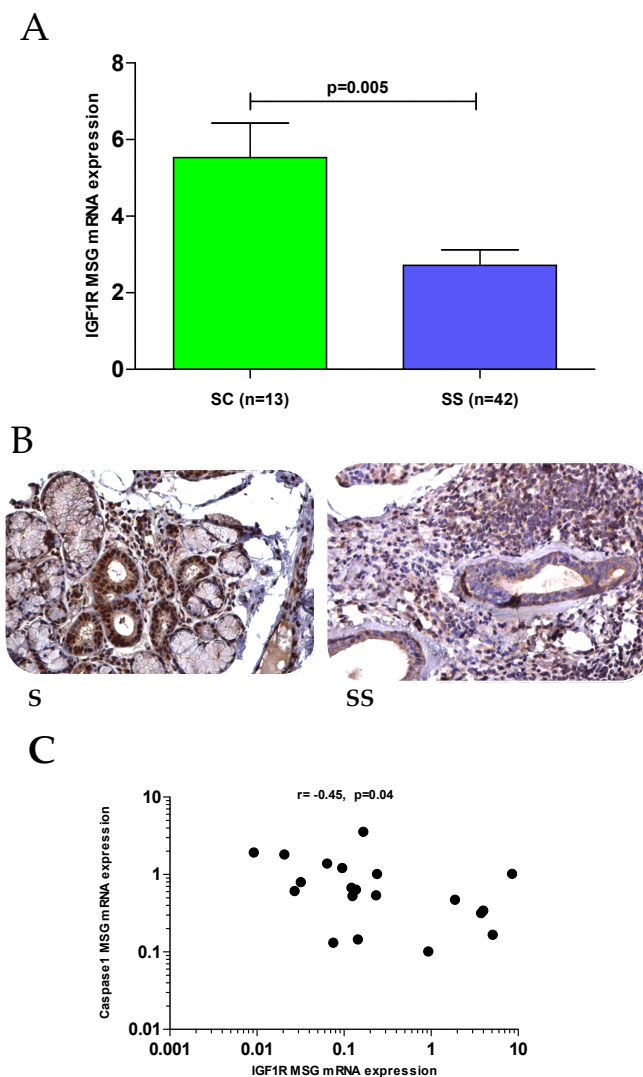 A
8
6
4
2
0
IGF1R MSG mRNA expression
p=0.005
SC (n=13)
SS (n=42)
B
S
SS
C
r= -0.45, p=0.04
10
1
0.1
0.01
Caspase1 MSG mRNA expression
0.001
0.01
0.1
1
10
IGF1R MSG mRNA expression